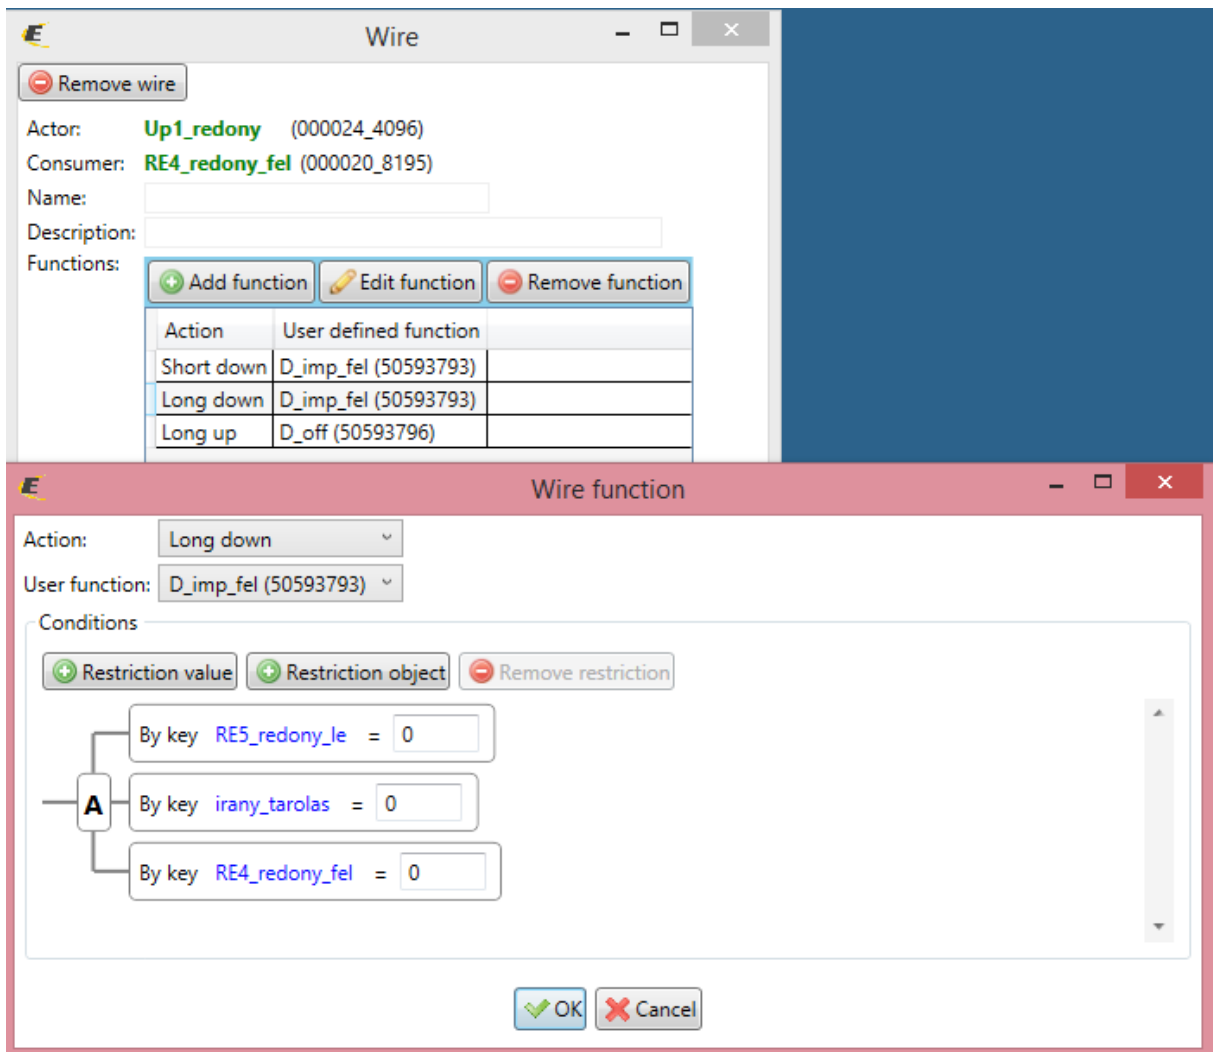 Wire
Remove wire
Actor: Up1_redony (000024_4096)
Consumer: RE4_redony_fel (000020_8195)
Name:
Description:
Functions:
Add function Edit function Remove function
Action User defined function
Short down D_imp_fel (50593793)
Long down D_imp_fel (50593793)
Long up D_off (50593796)
Wire function
Action: Long down
User function: D_imp_fel (50593793)
Conditions
Restriction value Restriction object Remove restriction
By key RE5_redony_le = 0
A By key irany_tarolas = 0
By key RE4_redony_fel = 0
OK Cancel